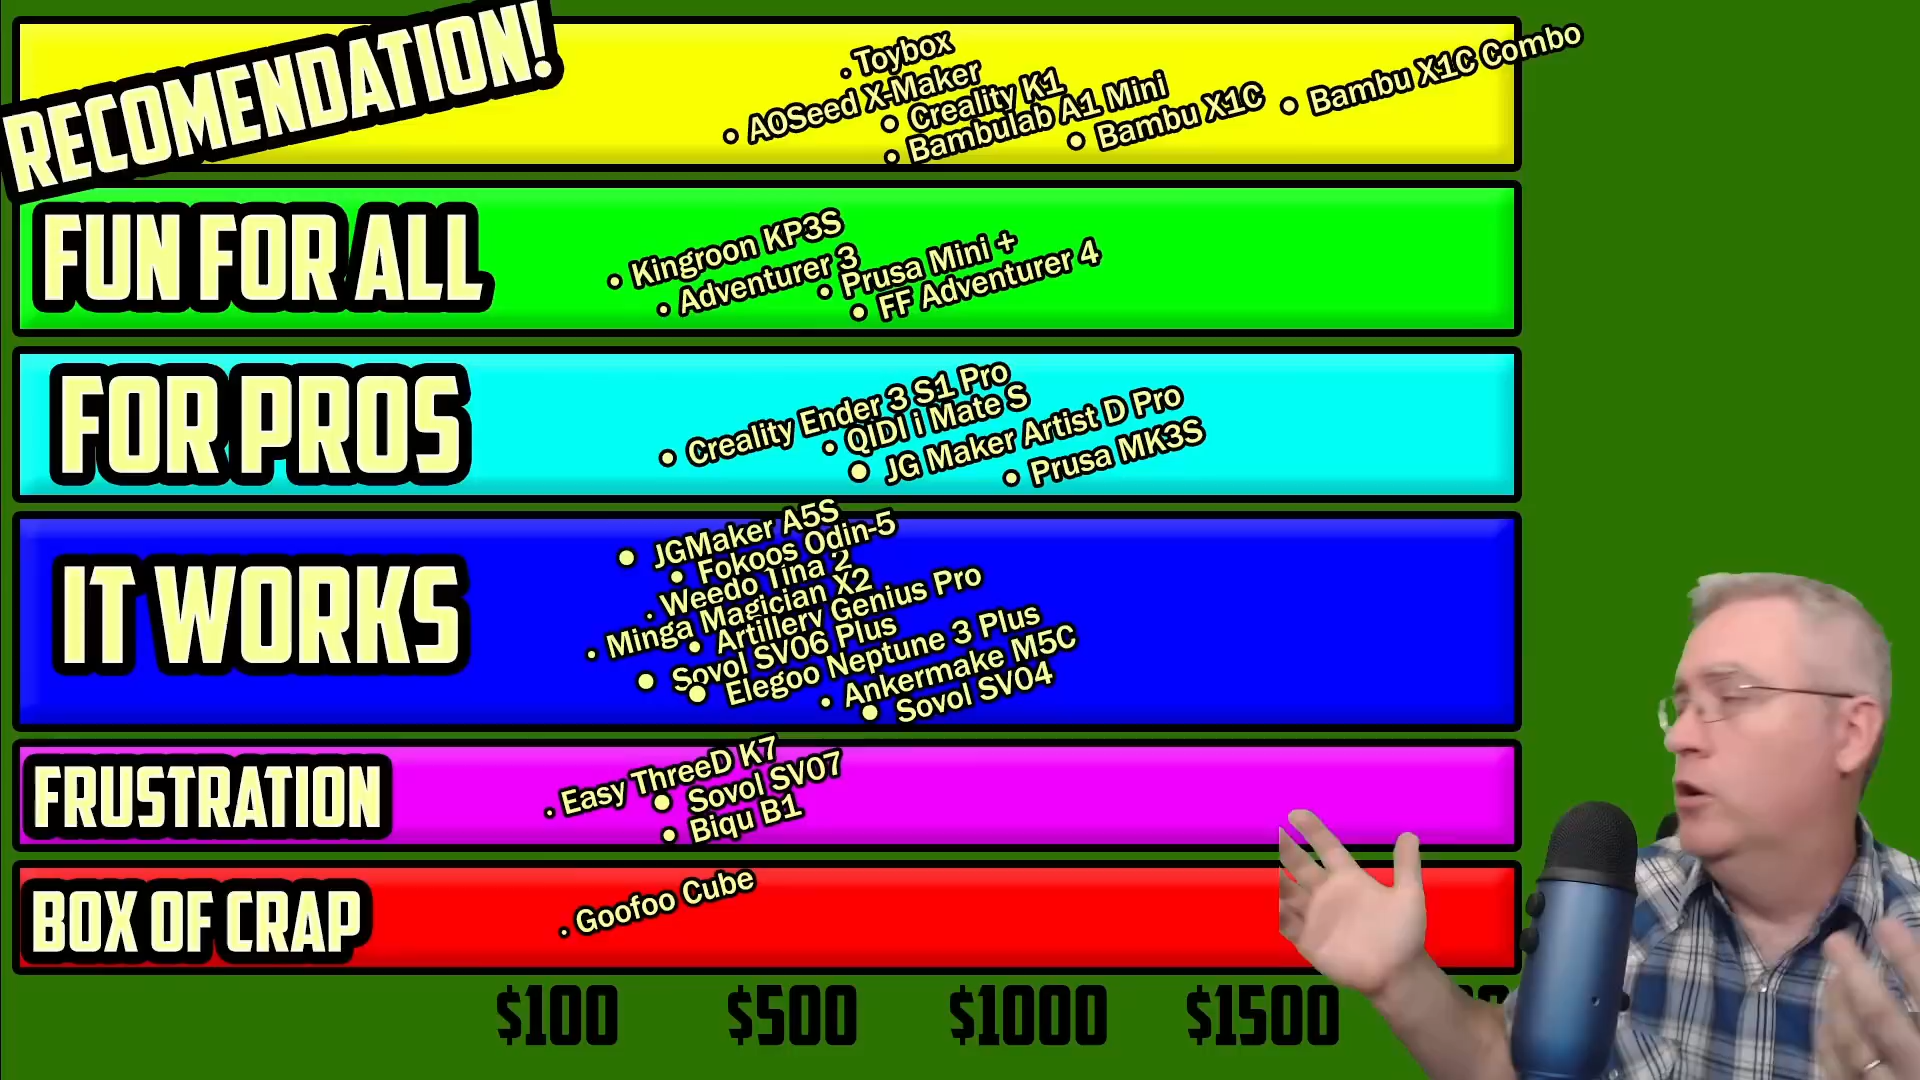 RECOMENDATION!
. Toybox
• AOSeed X-Maker
• Creality K1
• Bambulab A1 Mini
• Bambu X1C
• Bambu X1C Combo
FUN FOR ALL
• Kingroon KP3S
• Adventurer 3
• Prusa Mini +
• FF Adventurer 4
FOR PROS
• Creality Ender 3 S1 Pro
• QIDI i Mate S
• JG Maker Artist D Pro
• Prusa MK3S
IT WORKS
• JGMaker A5S
• Fokoos Odin-5
. Weedo Tina 2
• Minga Magician X2
• Artillery Genius Pro
• Sovol SV06 Plus
• Elegoo Neptune 3 Plus
• Ankermake M5C
• Sovol SV04
FRUSTRATION
. Easy ThreeD K7
• Sovol SV07
• Biqu B1
BOX OF CRAP
. Goofoo Cube
$100 $500 $1000 $1500